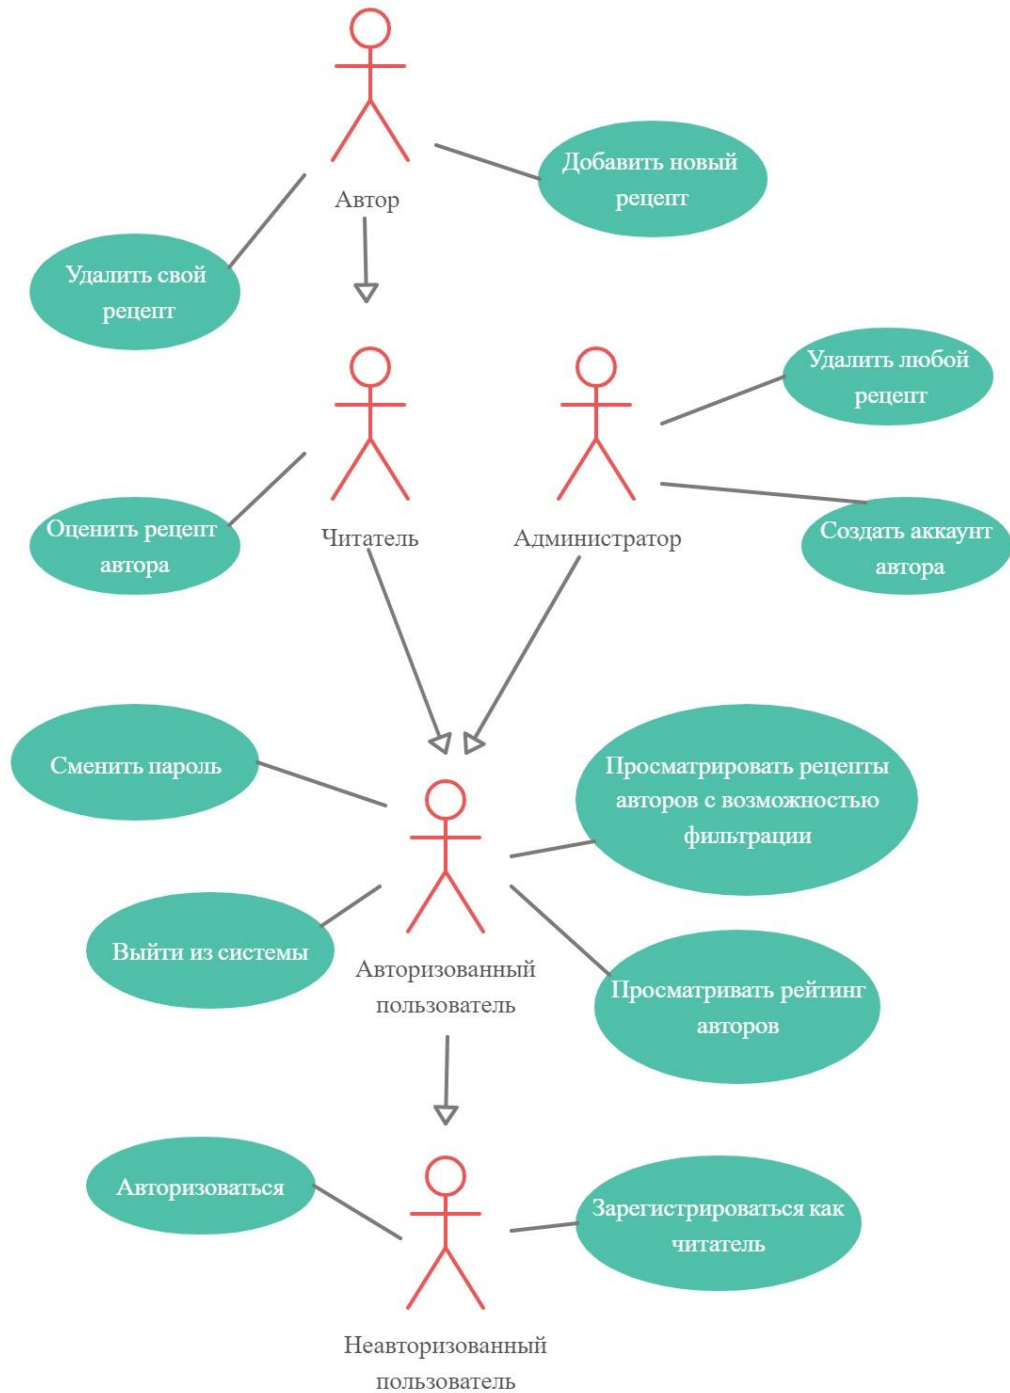 Добавить новый
рецепт
Автор
Удалить свой
рецепт
Удалить любой
рецепт
Оценить рецепт
автора
Читатель
Администратор
Создать аккаунт
автора
Сменить пароль
Просматрировать рецепты
авторов с возможностью
фильтрации
Выйти из системы
Авторизованный
пользователь
Просматривать рейтинг
авторов
Авторизоваться
Зарегистрироваться как
читатель
Неавторизованный
пользователь